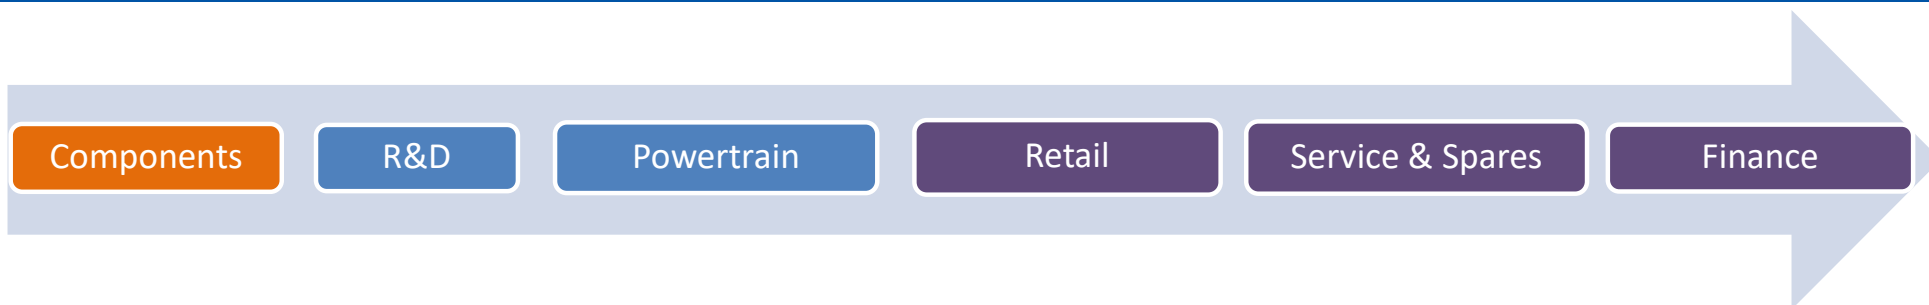 Components
R&D
Powertrain
Retail
Service & Spares
Finance